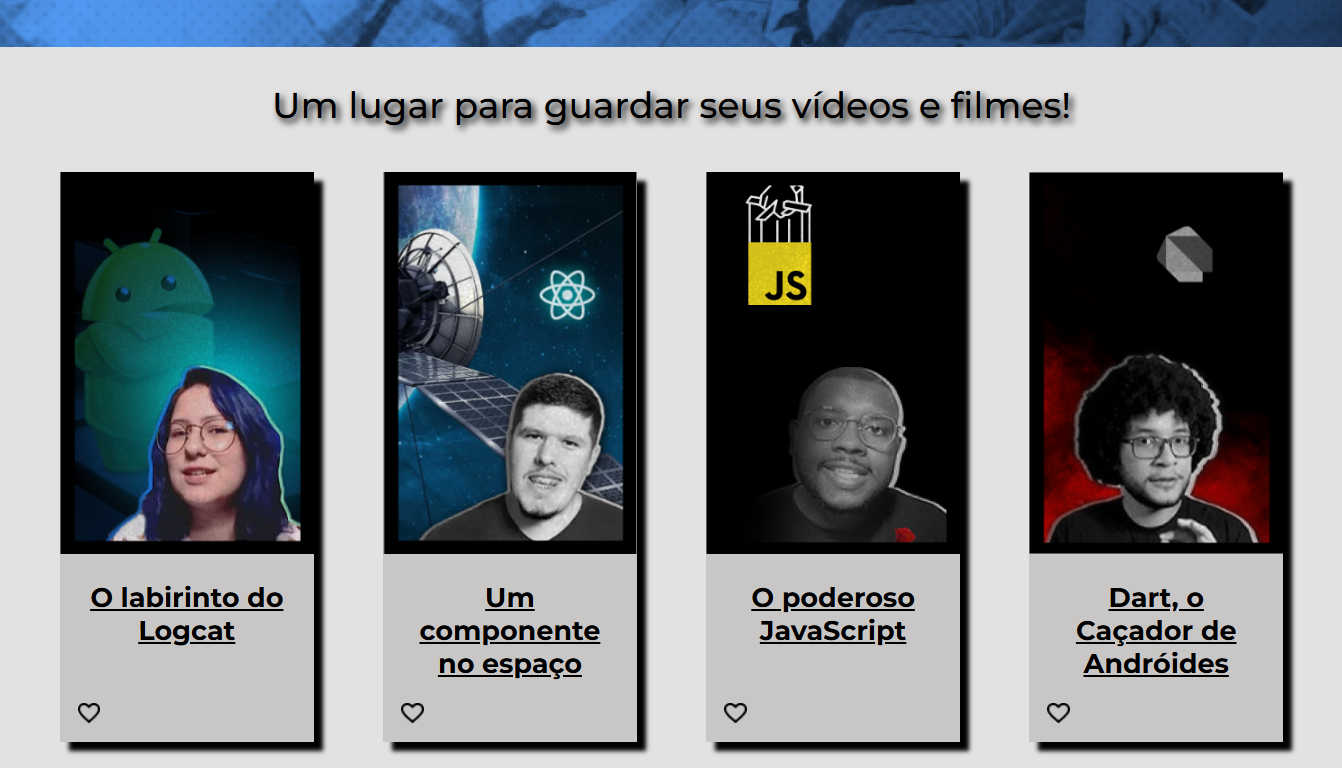 Um lugar para guardar seus vídeos e filmes!
JS
O labirinto do
Logcat
Um
componente
no espaço
O poderoso
JavaScript
Dart, o
Caçador de
Andróides